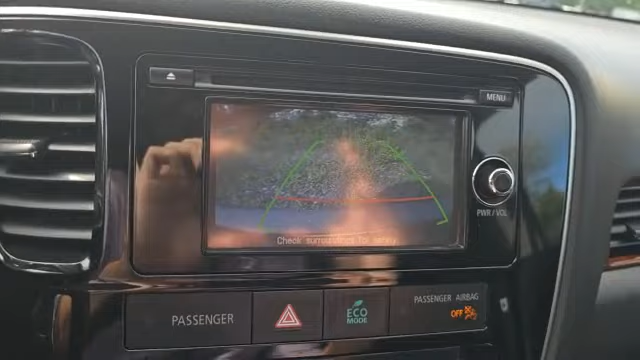 MENU
PWR / VOL
Check surroundings for safety.
PASSENGER
ECO
MODE
PASSENGER AIRBAG
OFF